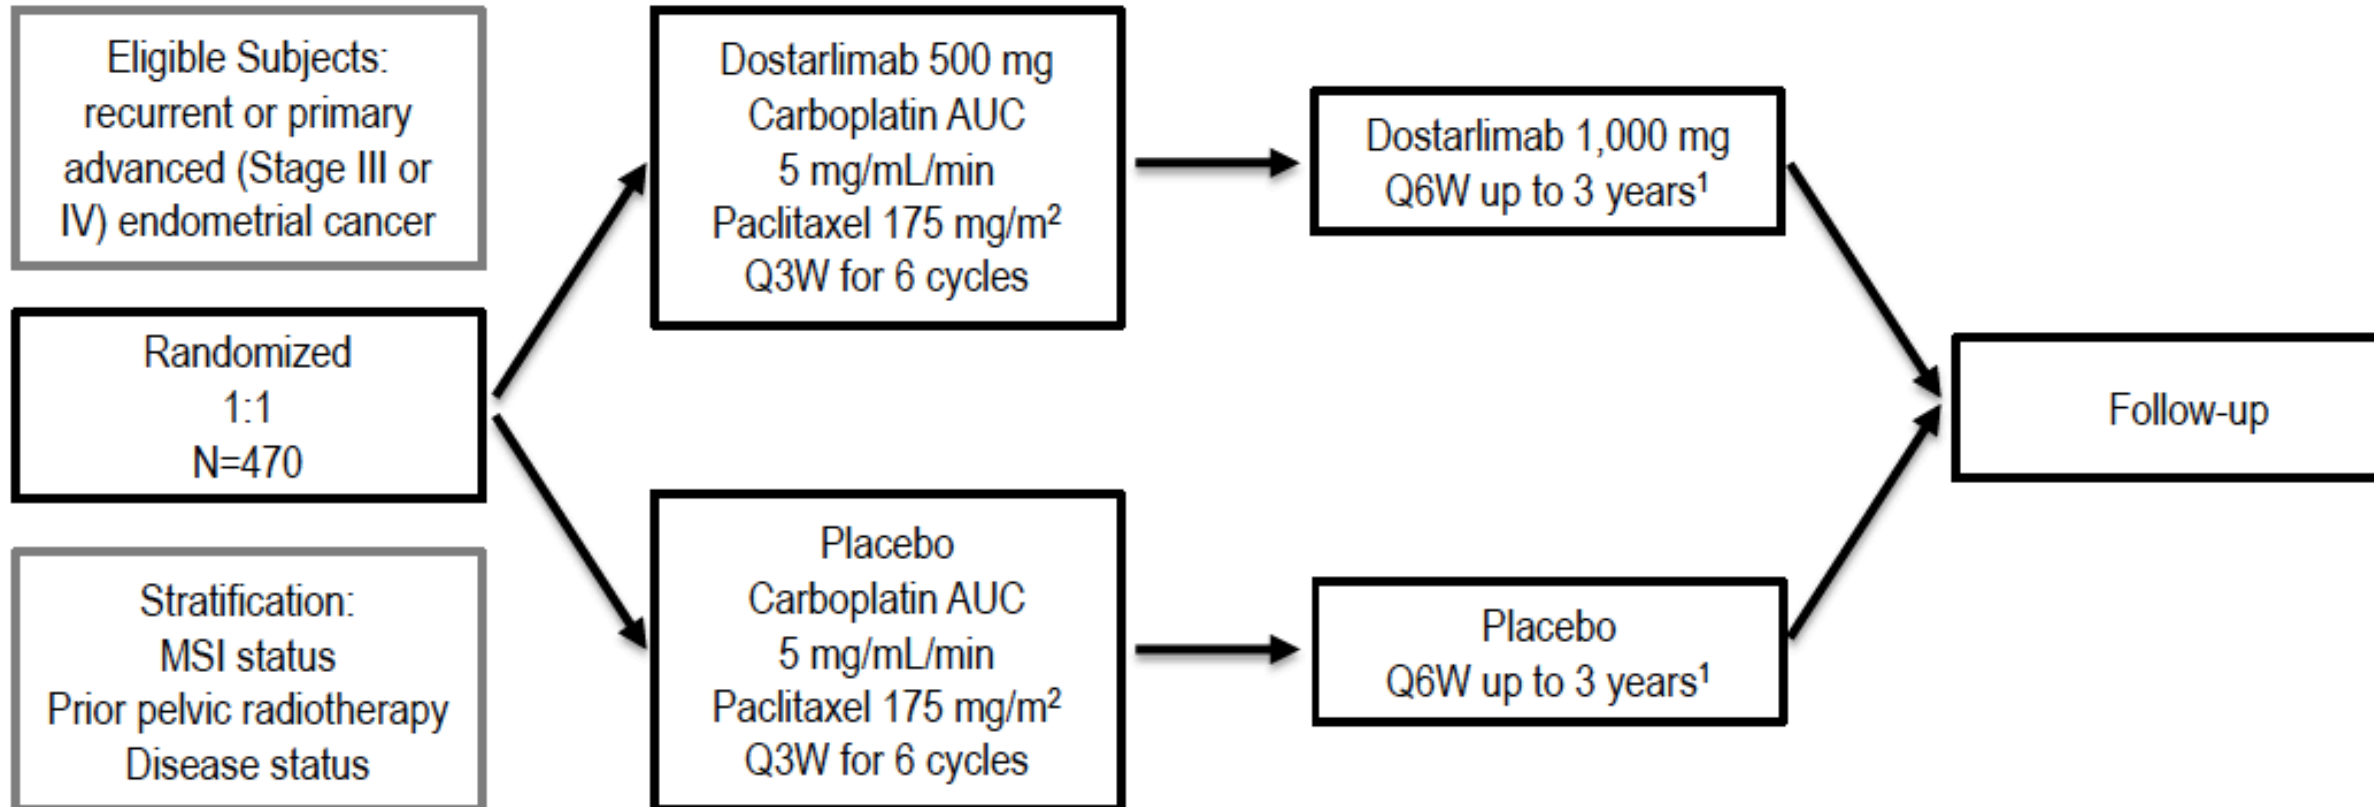 Eligible Subjects:
recurrent or primary
advanced (Stage III or
IV) endometrial cancer
Randomized
1:1
N=470
Stratification:
MSI status
Prior pelvic radiotherapy
Disease status
Dostarlimab 500 mg
Carboplatin AUC
5 mg/mL/min
Paclitaxel 175 mg/m²
Q3W for 6 cycles
Placebo
Carboplatin AUC
5 mg/mL/min
Paclitaxel 175 mg/m²
Q3W for 6 cycles
Dostarlimab 1,000 mg
Q6W up to 3 years¹
Placebo
Q6W up to 3 years¹
Follow-up